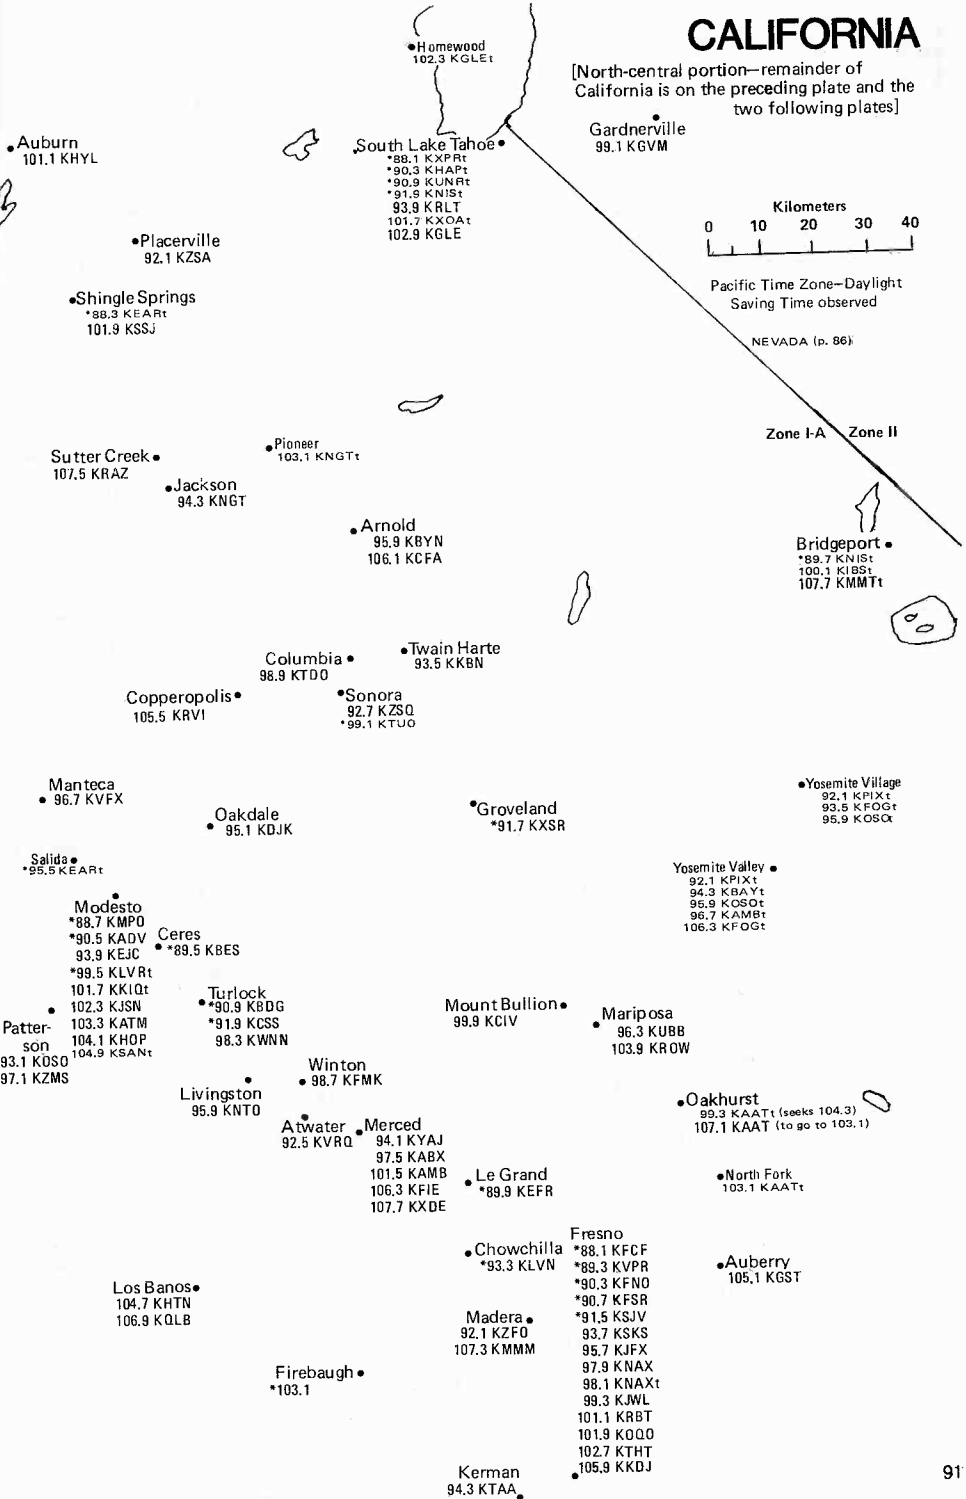 CALIFORNIA
[North-central portion—remainder of
California is on the preceding plate and the
two following plates]
Homewood
102.3 KGLEt
Gardnerville
99.1 KGVM
Auburn
101.1 KHYL
South Lake Tahoe
*88.1 KXPRt
*90.3 KHAPt
*90.9 KUNRt
*91.9 KNISt
93.9 KRLT
101.7 KXOAt
102.9 KGLE
Kilometers
0 10 20 30 40
Placerville
92.1 KZSA
Pacific Time Zone—Daylight
Saving Time observed
Shingle Springs
*88.3 KEARt
101.9 KSSJ
NEVADA (p. 86)
Zone I-A Zone II
Pioneer
103.1 KNGTt
Sutter Creek
107.5 KRAZ
Jackson
94.3 KNGT
Arnold
95.9 KBYN
106.1 KCFA
Bridgeport
*89.7 KNISt
100.1 KIBSt
107.7 KMMTt
Twain Harte
93.5 KKBN
Columbia
98.9 KTDO
Copperopolis
105.5 KRVI
Sonora
92.7 KZSQ
*99.1 KTUO
Manteca
96.7 KVFX
Oakdale
95.1 KDJK
Groveland
*91.7 KXSR
Yosemite Village
92.1 KPIXt
93.5 KFOGt
95.9 KOSOt
Salida
*95.5 KEARt
Yosemite Valley
92.1 KPIXt
94.3 KBAYt
95.9 KOSOt
96.7 KAMBt
106.3 KFOGt
Modesto
*88.7 KMPO
*90.5 KADV
93.9 KEJC
*99.5 KLVRt
101.7 KKIQt
102.3 KJSN
103.3 KATM
104.1 KHOP
104.9 KSANt
Ceres
*89.5 KBES
Turlock
*90.9 KBDG
*91.9 KCSS
98.3 KWNN
Mount Bullion
99.9 KCIV
Mariposa
96.3 KUBB
103.9 KROW
Patter-
son
93.1 KOSO
97.1 KZMS
Winton
98.7 KFMK
Livingston
95.9 KNTO
Oakhurst
99.3 KAATt (seeks 104.3)
107.1 KAAT (to go to 103.1)
Atwater
92.5 KVRQ
Merced
94.1 KYAJ
97.5 KABX
101.5 KAMB
106.3 KFIE
107.7 KXDE
Le Grand
*89.9 KEFR
North Fork
103.1 KAATt
Chowchilla
*93.3 KLVN
Fresno
*88.1 KFCF
*89.3 KVPR
*90.3 KFNO
*90.7 KFSR
*91.5 KSJV
93.7 KSKS
95.7 KJFX
97.9 KNAX
98.1 KNAXt
99.3 KJWL
101.1 KRBT
101.9 KOQO
102.7 KTHT
105.9 KKDJ
Auberry
105.1 KGST
Los Banos
104.7 KHTN
106.9 KQLB
Madera
92.1 KZFO
107.3 KMMM
Firebaugh
*103.1
Kerman
94.3 KTAA
91